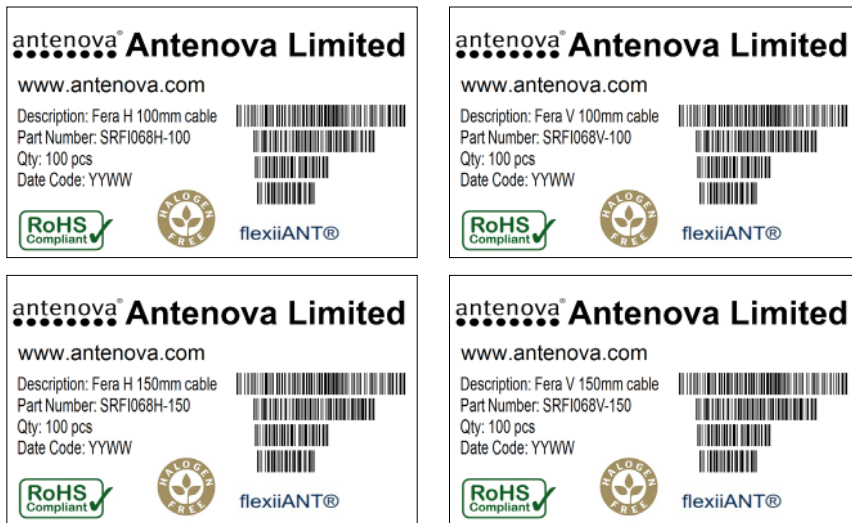 antenova® Antenova Limited
www.antenova.com
Description: Fera H 100mm cable
Part Number: SRFI068H-100
Qty: 100 pcs
Date Code: YYWW
RoHS
Compliant
HALOGEN
FREE
flexiiANT®
antenova® Antenova Limited
www.antenova.com
Description: Fera V 100mm cable
Part Number: SRFI068V-100
Qty: 100 pcs
Date Code: YYWW
RoHS
Compliant
HALOGEN
FREE
flexiiANT®
antenova® Antenova Limited
www.antenova.com
Description: Fera H 150mm cable
Part Number: SRFI068H-150
Qty: 100 pcs
Date Code: YYWW
RoHS
Compliant
HALOGEN
FREE
flexiiANT®
antenova® Antenova Limited
www.antenova.com
Description: Fera V 150mm cable
Part Number: SRFI068V-150
Qty: 100 pcs
Date Code: YYWW
RoHS
Compliant
HALOGEN
FREE
flexiiANT®